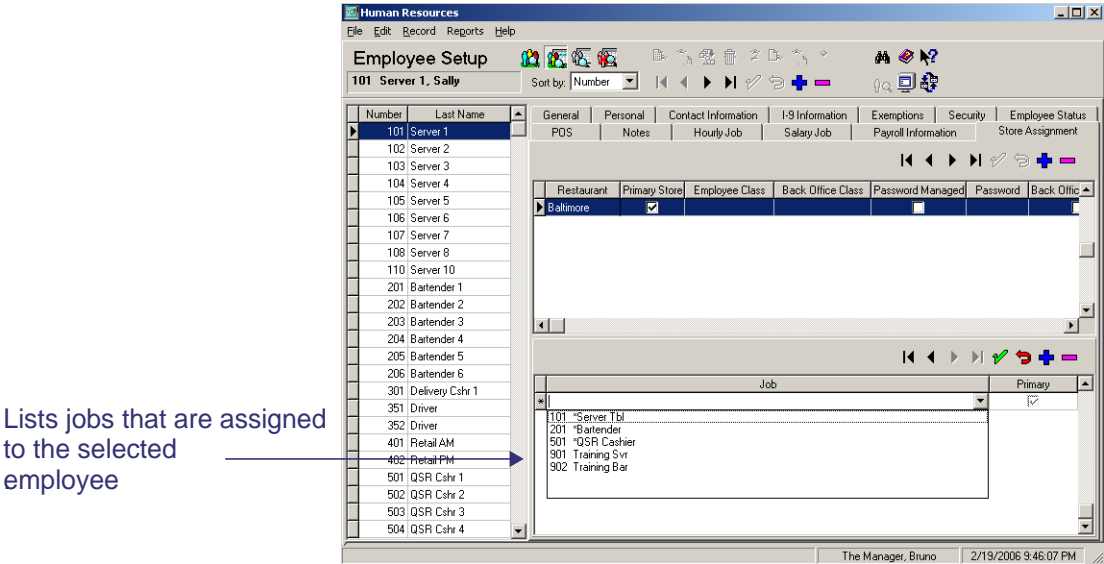 Human Resources
File Edit Record Reports Help
Employee Setup
101 Server 1, Sally
Sort by: Number
Number Last Name
101 Server 1
102 Server 2
103 Server 3
104 Server 4
105 Server 5
106 Server 6
107 Server 7
108 Server 8
110 Server 10
201 Bartender 1
202 Bartender 2
203 Bartender 3
204 Bartender 4
205 Bartender 5
206 Bartender 6
301 Delivery Cshr 1
351 Driver
352 Driver
401 Retail AM
402 Retail PM
501 QSR Cshr 1
502 QSR Cshr 2
503 QSR Cshr 3
504 QSR Cshr 4
General Personal Contact Information I-9 Information Exemptions Security Employee Status
POS Notes Hourly Job Salary Job Payroll Information Store Assignment
Restaurant Primary Store Employee Class Back Office Class Password Managed Password Back Offic
Baltimore
Job Primary
101 *Server Tbl
201 *Bartender
501 *QSR Cashier
901 Training Svr
902 Training Bar
Lists jobs that are assigned
to the selected
employee
The Manager, Bruno 2/19/2006 9:46:07 PM